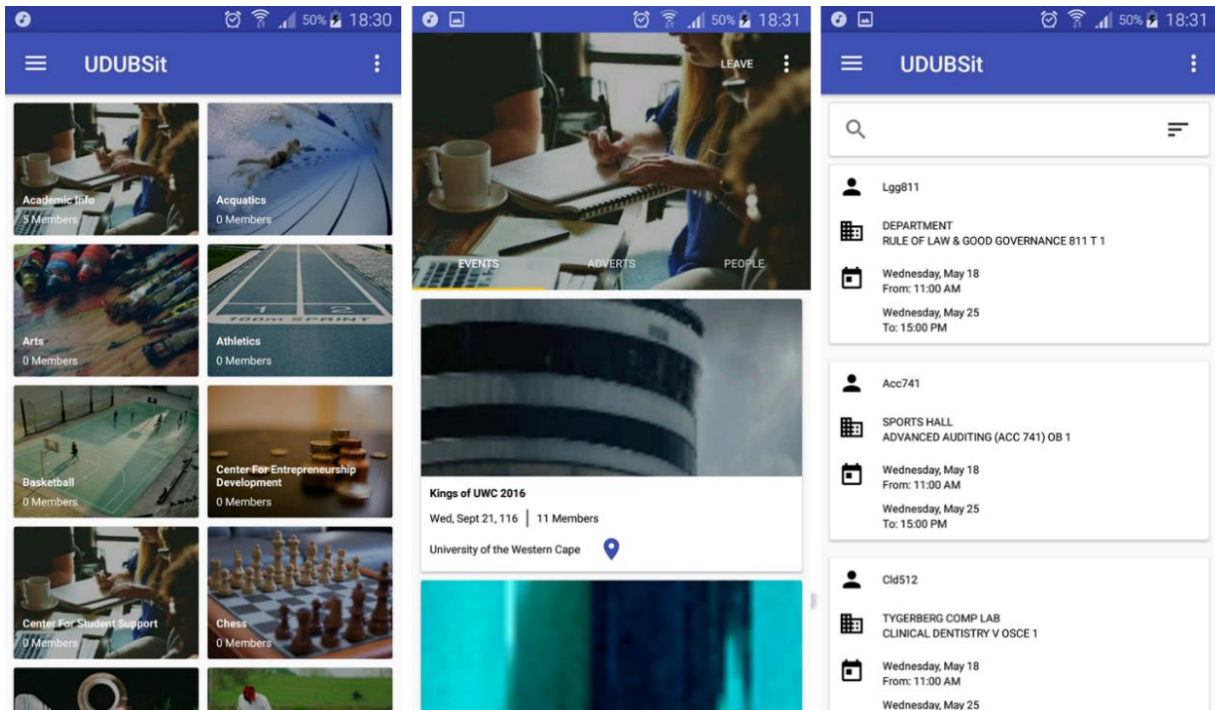 50% 18:30
UDUBSit
Academic Info
5 Members
Acquatics
0 Members
Arts
0 Members
1 2
100m SPRINT
Athletics
0 Members
Basketball
0 Members
Center For Entrepreneurship
Development
0 Members
Center For Student Support
0 Members
Chess
0 Members
50% 18:31
LEAVE
EVENTS ADVERTS PEOPLE
Kings of UWC 2016
Wed, Sept 21, 116 | 11 Members
University of the Western Cape
50% 18:31
UDUBSit
Lgg811
DEPARTMENT
RULE OF LAW & GOOD GOVERNANCE 811 T 1
Wednesday, May 18
From: 11:00 AM
Wednesday, May 25
To: 15:00 PM
Acc741
SPORTS HALL
ADVANCED AUDITING (ACC 741) OB 1
Wednesday, May 18
From: 11:00 AM
Wednesday, May 25
To: 15:00 PM
Cld512
TYGERBERG COMP LAB
CLINICAL DENTISTRY V OSCE 1
Wednesday, May 18
From: 11:00 AM
Wednesday, May 25